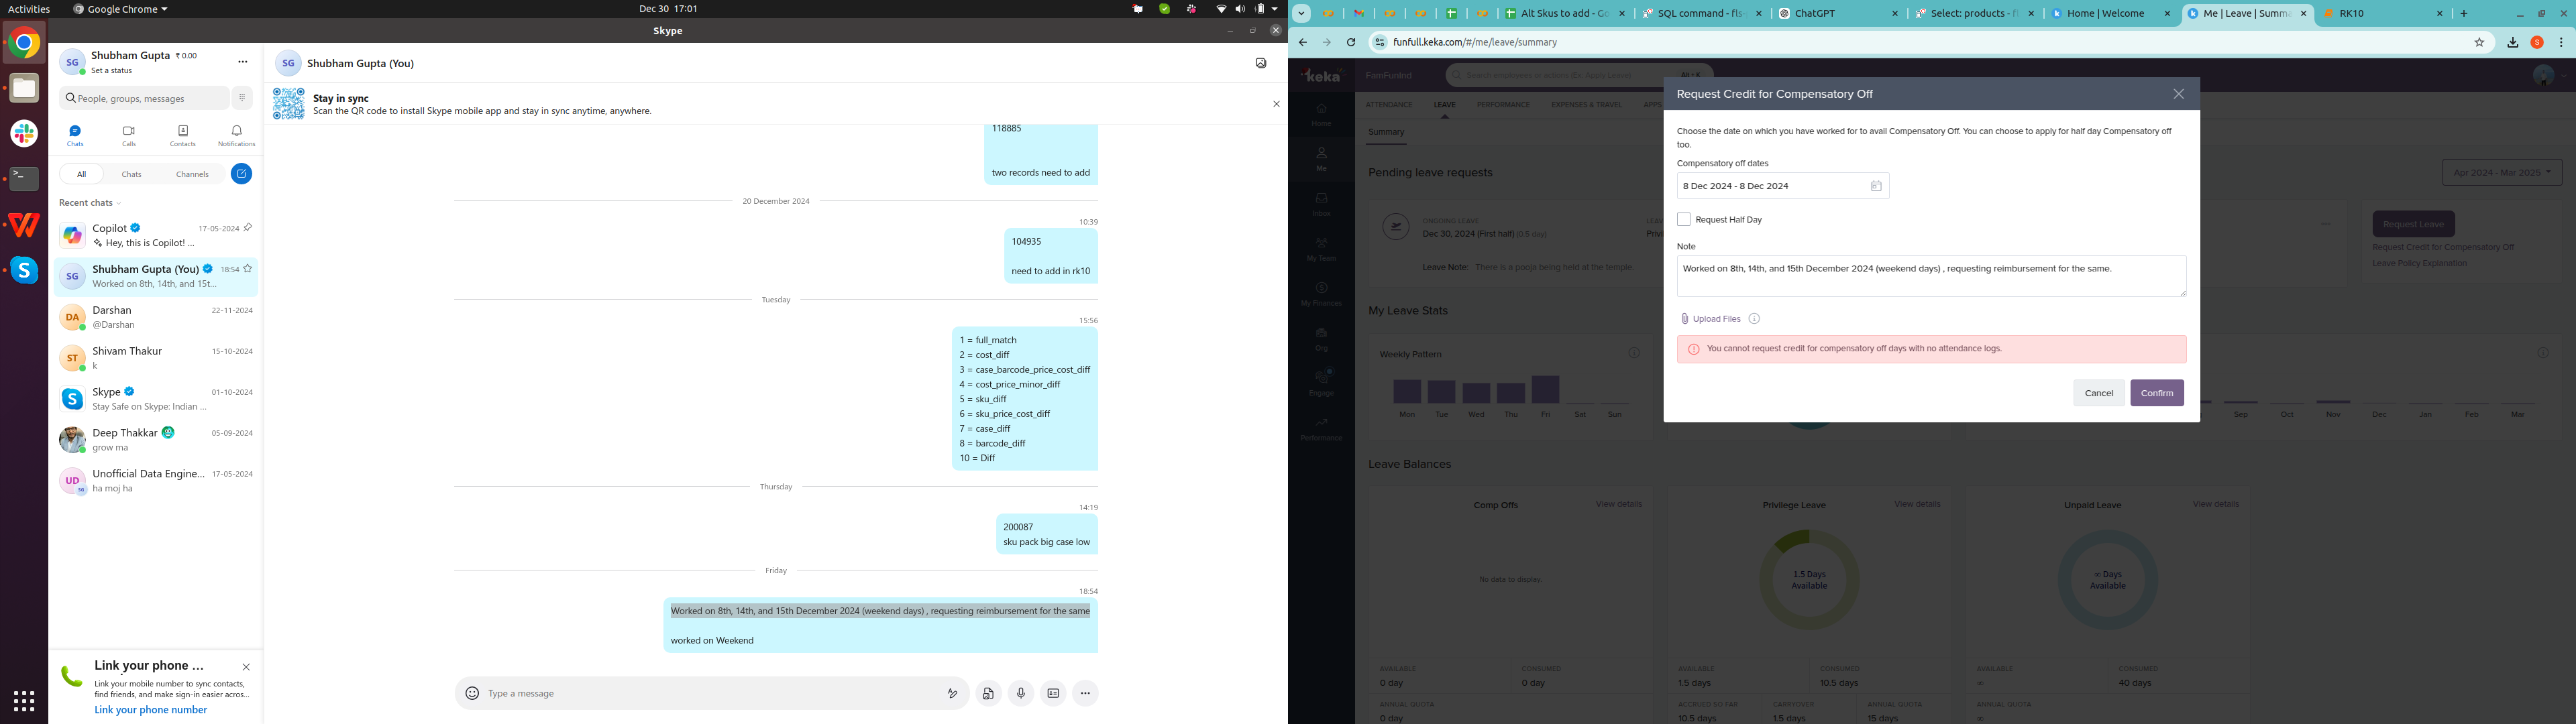 Activities
Google Chrome
Dec 30 17:01
Skype
SG
Shubham Gupta
₹ 0.00
Set a status
People, groups, messages
Chats
Calls
Contacts
Notifications
All
Chats
Channels
Recent chats
Copilot
17-05-2024
Hey, this is Copilot! ...
SG
Shubham Gupta (You)
18:54
Worked on 8th, 14th, and 15t...
DA
Darshan
22-11-2024
@Darshan
ST
Shivam Thakur
15-10-2024
k
Skype
01-10-2024
Stay Safe on Skype: Indian ...
Deep Thakkar
05-09-2024
grow ma
UD
Unofficial Data Engine...
17-05-2024
ha moj ha
Link your phone ...
Link your mobile number to sync contacts,
find friends, and make sign-in easier acros...
Link your phone number
SG
Shubham Gupta (You)
Stay in sync
Scan the QR code to install Skype mobile app and stay in sync anytime, anywhere.
118885
two records need to add
20 December 2024
10:39
104935
need to add in rk10
Tuesday
15:56
1 = full_match
2 = cost_diff
3 = case_barcode_price_cost_diff
4 = cost_price_minor_diff
5 = sku_diff
6 = sku_price_cost_diff
7 = case_diff
8 = barcode_diff
10 = Diff
Thursday
14:19
200087
sku pack big case low
Friday
18:54
Worked on 8th, 14th, and 15th December 2024 (weekend days) , requesting reimbursement for the same
worked on Weekend
Type a message
Alt Skus to add - Go
SQL command - fls-
ChatGPT
Select: products - f
Home | Welcome
Me | Leave | Summa
RK10
funfull.keka.com/#/me/leave/summary
S
keka
FamFunInd
Search employees or actions (Ex: Apply Leave)
Alt + K
Home
Me
Inbox
My Team
My Finances
Org
Engage
Performance
ATTENDANCE
LEAVE
PERFORMANCE
EXPENSES & TRAVEL
APPS
Summary
Pending leave requests
Apr 2024 - Mar 2025
ONGOING LEAVE
Dec 30, 2024 (First half) (0.5 day)
Leave Note: There is a pooja being held at the temple.
Request Leave
Request Credit for Compensatory Off
Leave Policy Explanation
Request Credit for Compensatory Off
Choose the date on which you have worked for to avail Compensatory Off. You can choose to apply for half day Compensatory off
too.
Compensatory off dates
8 Dec 2024 - 8 Dec 2024
Request Half Day
Note
Worked on 8th, 14th, and 15th December 2024 (weekend days) , requesting reimbursement for the same.
Upload Files
You cannot request credit for compensatory off days with no attendance logs.
Cancel
Confirm
My Leave Stats
Weekly Pattern
Mon
Tue
Wed
Thu
Fri
Sat
Sun
Sep
Oct
Nov
Dec
Jan
Feb
Mar
Leave Balances
Comp Offs
View details
No data to display.
AVAILABLE
0 day
CONSUMED
0 day
ANNUAL QUOTA
0 day
Privilege Leave
View details
1.5 Days
Available
AVAILABLE
1.5 days
CONSUMED
10.5 days
ACCRUED SO FAR
10.5 days
CARRYOVER
1.5 days
ANNUAL QUOTA
15 days
Unpaid Leave
View details
∞ Days
Available
AVAILABLE
∞
CONSUMED
40 days
ANNUAL QUOTA
∞